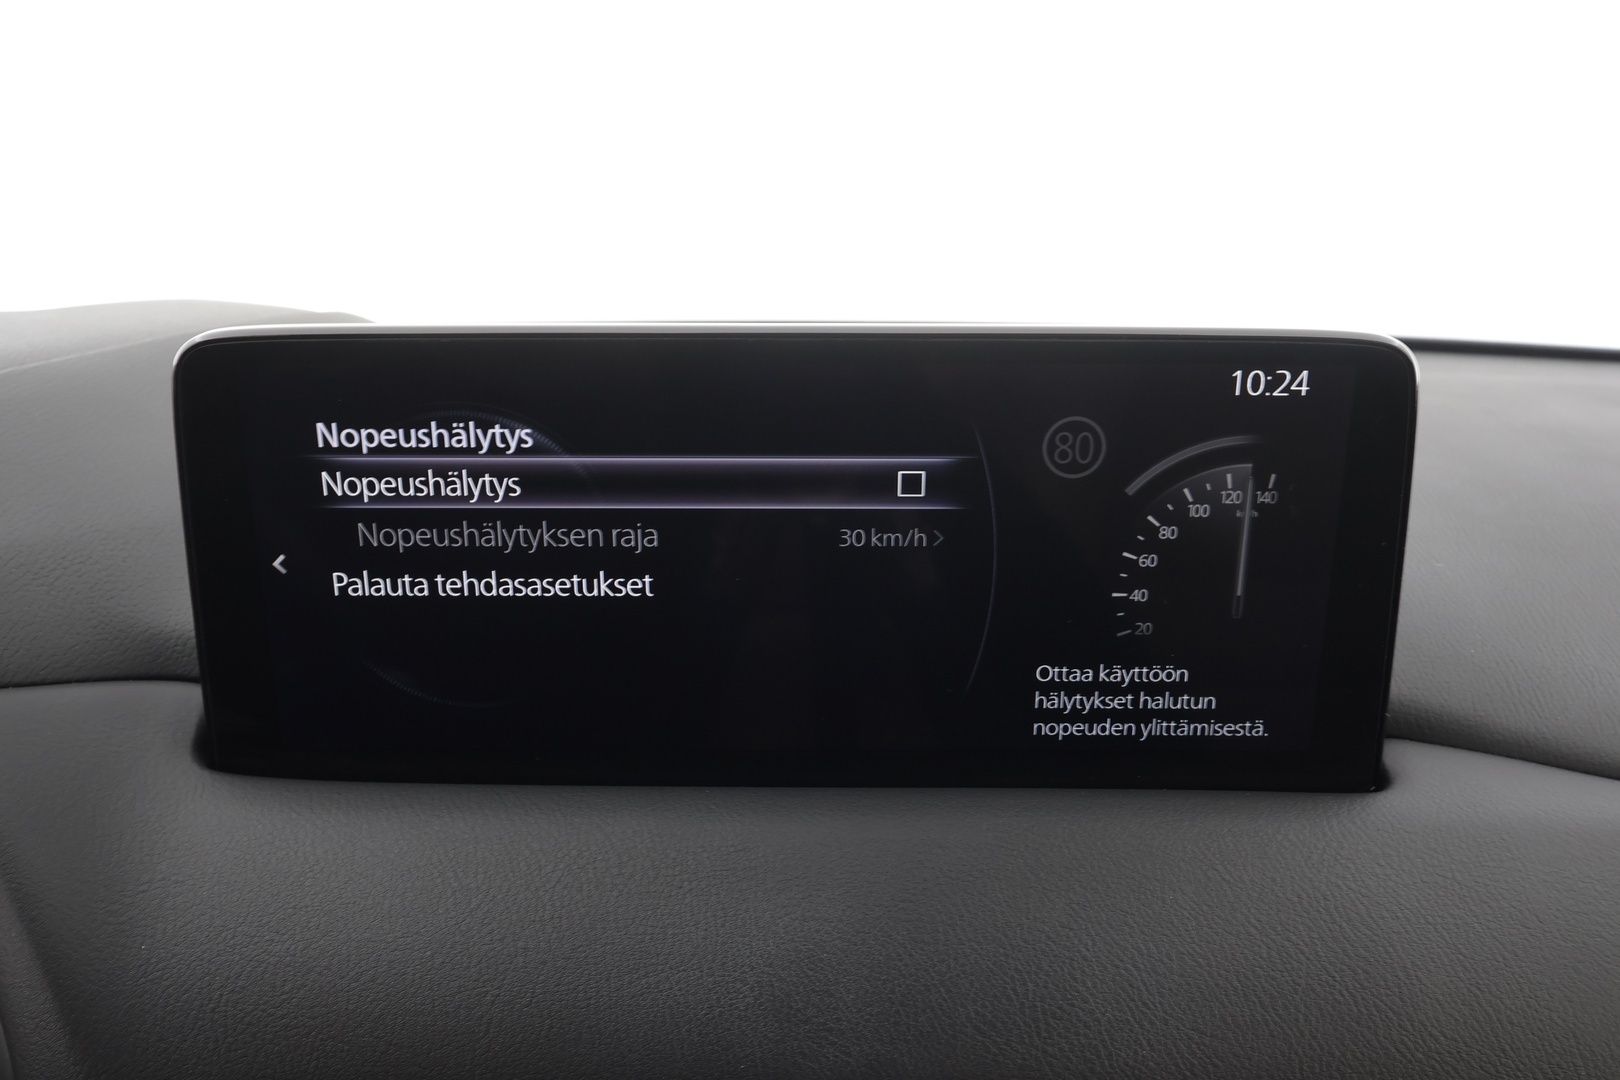 10:24
Nopeushälytys
Nopeushälytys
Nopeushälytyksen raja 30 km/h >
Palauta tehdasasetukset
80
140
120
100
80
60
40
20
km/h
Ottaa käyttöön
hälytykset halutun
nopeuden ylittämisestä.